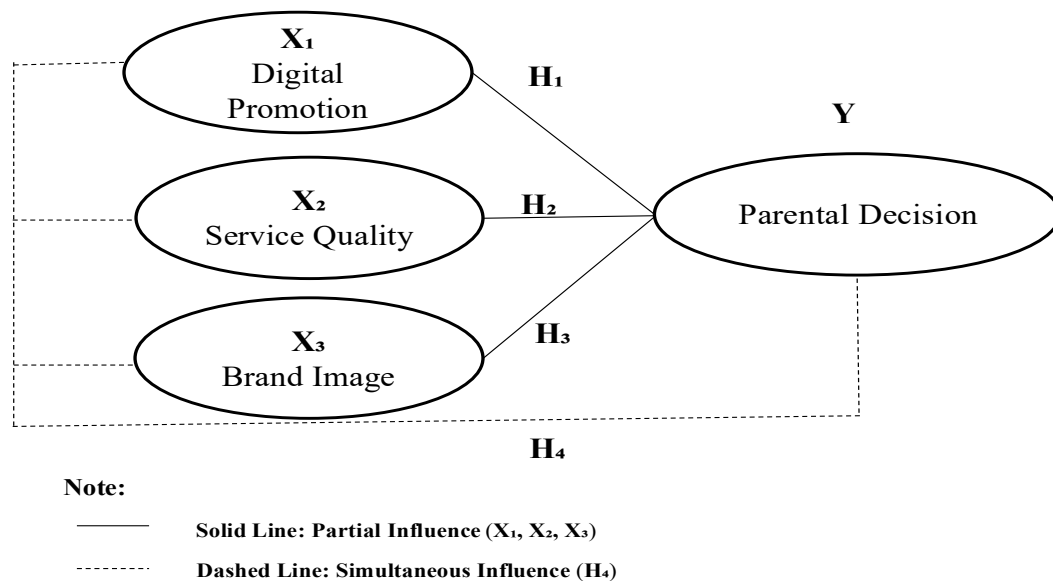 X₁
Digital
Promotion
H₁
Y
X₂
Service Quality
H₂
Parental Decision
X₃
Brand Image
H₃
H₄
Note:
Solid Line: Partial Influence (X₁, X₂, X₃)
Dashed Line: Simultaneous Influence (H₄)